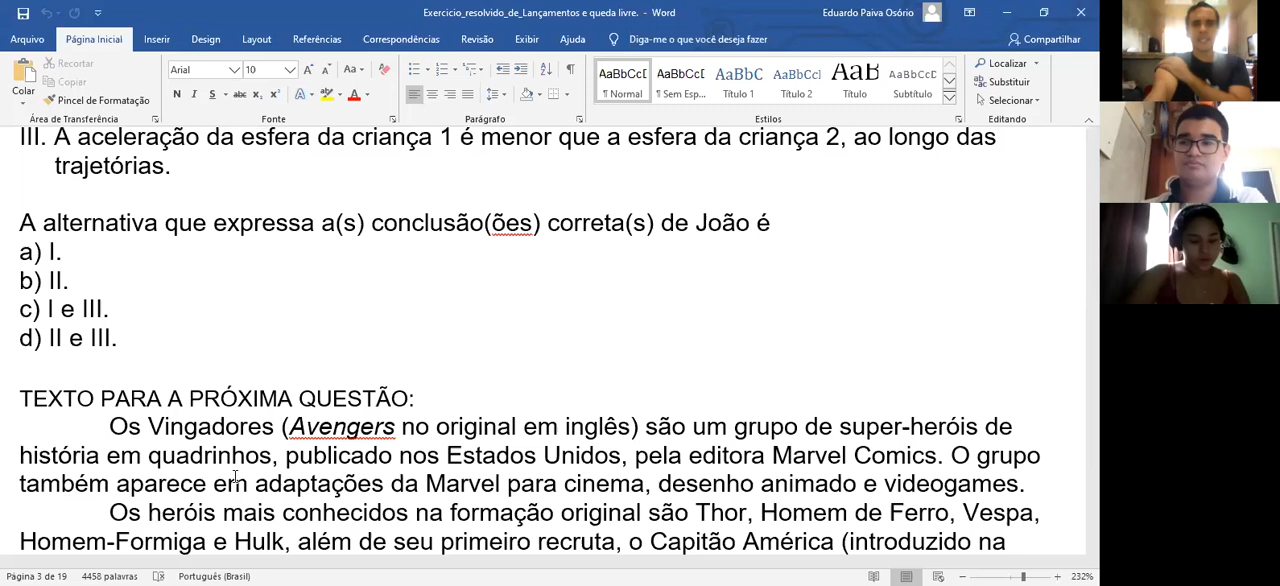 Exercicio_resolvido_de_Lançamentos e queda livre. - Word
Eduardo Paiva Osório
Arquivo Página Inicial Inserir Design Layout Referências Correspondências Revisão Exibir Ajuda Diga-me o que você deseja fazer Compartilhar
Colar
Recortar
Copiar
Pincel de Formatação
Área de Transferência
Arial 10
Aa
N I S abc x₂ x²
Fonte
Parágrafo
AaBbCcD AaBbCcD AaBbC AaBbCcI AaB AaBbCcD
¶ Normal ¶ Sem Esp... Título 1 Título 2 Título Subtítulo
Estilos
Localizar
Substituir
Selecionar
Editando
III. A aceleração da esfera da criança 1 é menor que a esfera da criança 2, ao longo das
trajetórias.
A alternativa que expressa a(s) conclusão(ões) correta(s) de João é
a) I.
b) II.
c) I e III.
d) II e III.
TEXTO PARA A PRÓXIMA QUESTÃO:
Os Vingadores (Avengers no original em inglês) são um grupo de super-heróis de
história em quadrinhos, publicado nos Estados Unidos, pela editora Marvel Comics. O grupo
também aparece em adaptações da Marvel para cinema, desenho animado e videogames.
Os heróis mais conhecidos na formação original são Thor, Homem de Ferro, Vespa,
Homem-Formiga e Hulk, além de seu primeiro recruta, o Capitão América (introduzido na
Página 3 de 19 4458 palavras Português (Brasil) 232%